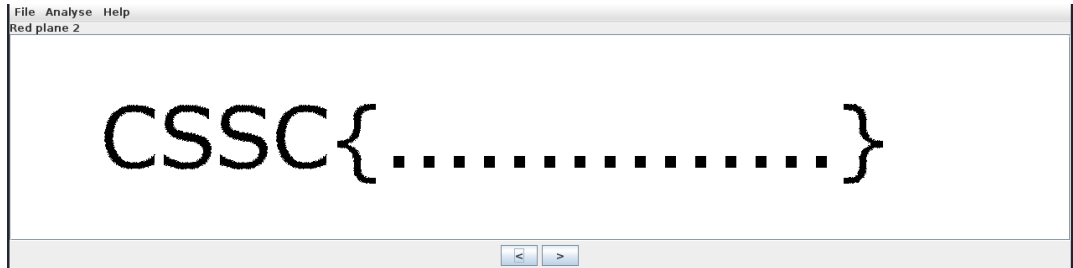 File Analyse Help
Red plane 2
CSSC{...............}
< >